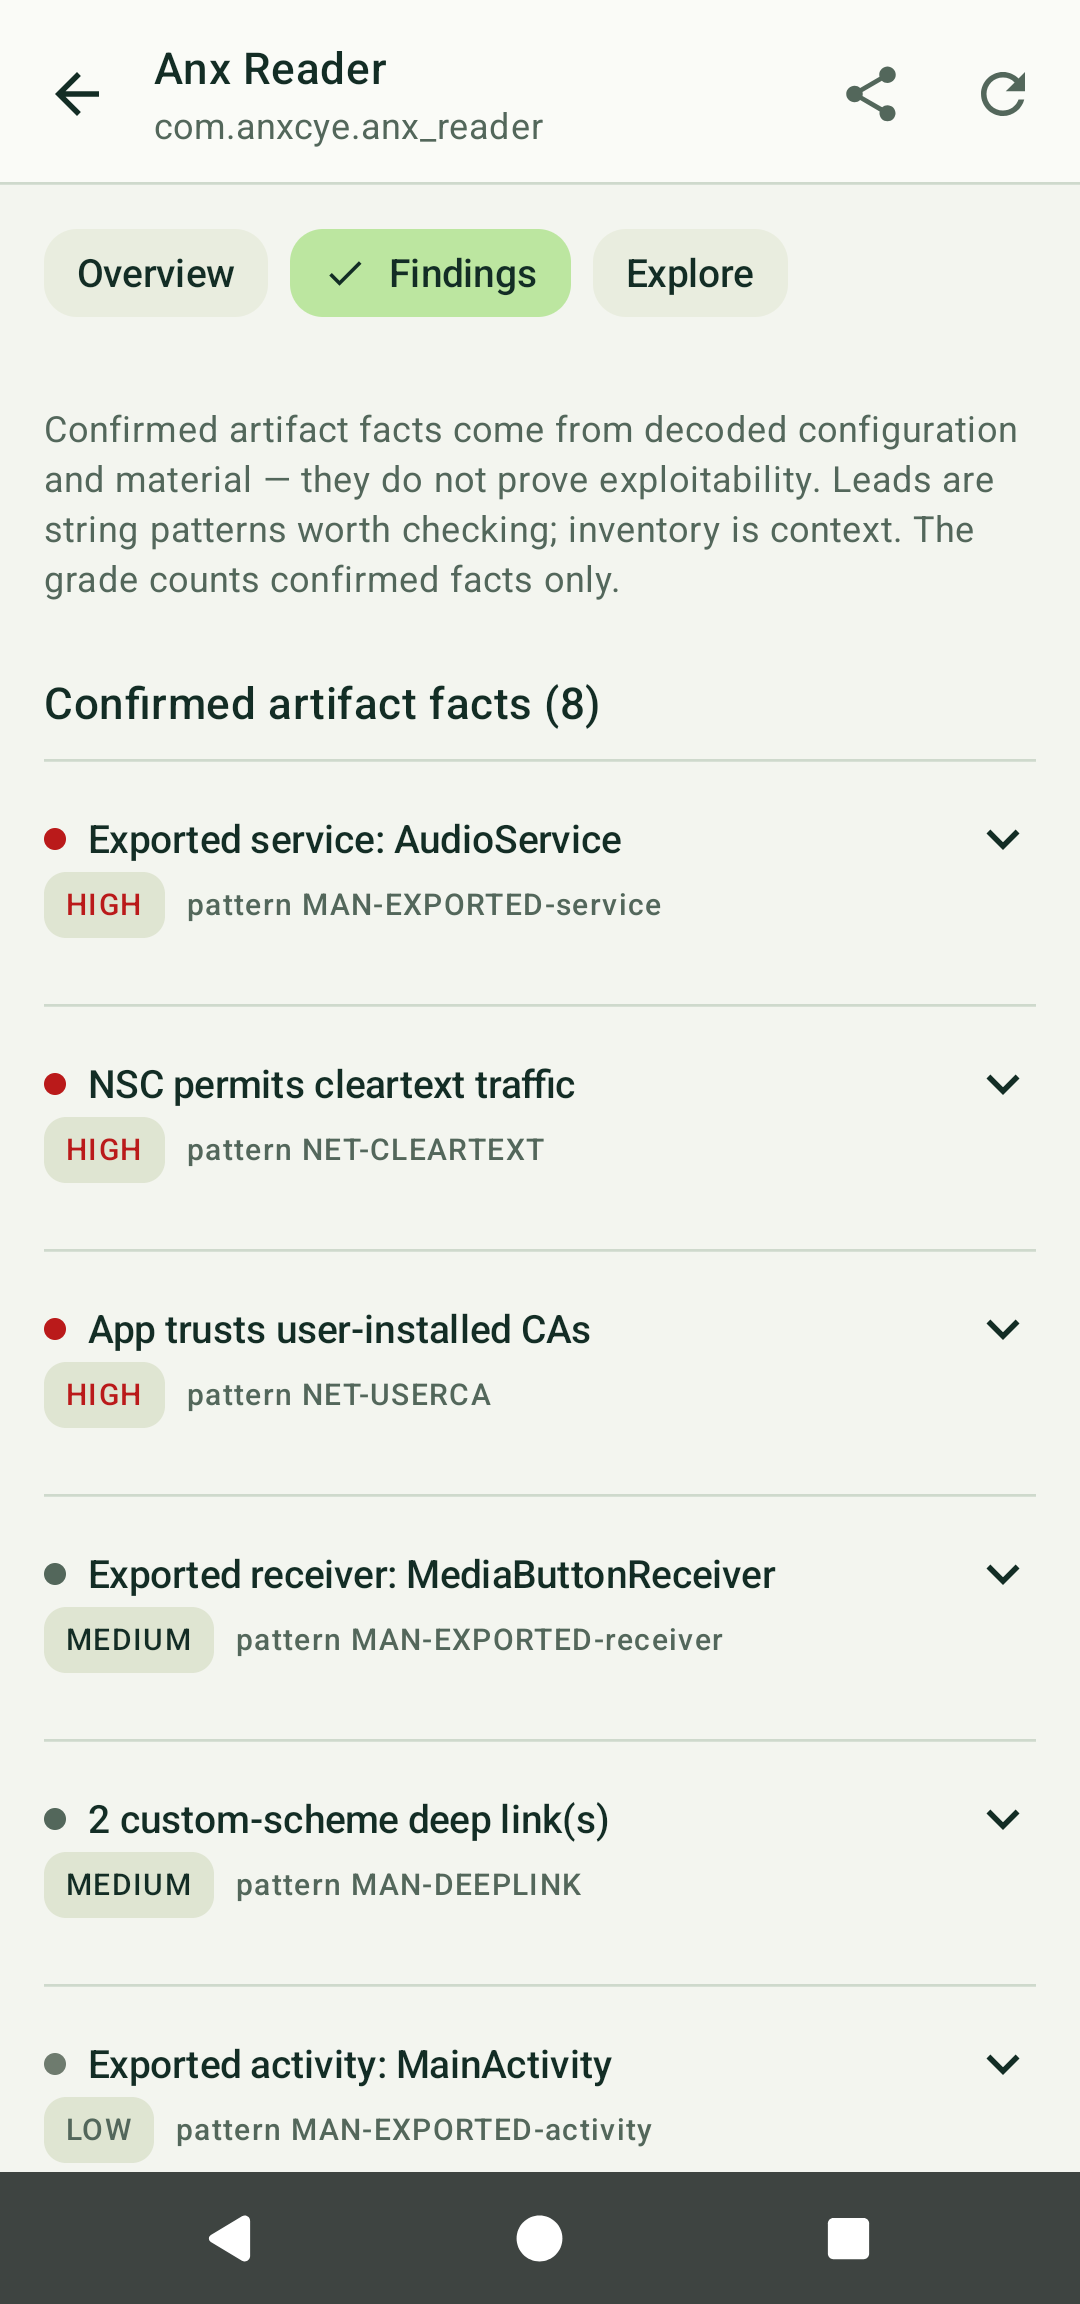 Anx Reader
com.anxcye.anx_reader
Overview
Findings
Explore
Confirmed artifact facts come from decoded configuration
and material — they do not prove exploitability. Leads are
string patterns worth checking; inventory is context. The
grade counts confirmed facts only.
Confirmed artifact facts (8)
Exported service: AudioService
HIGH pattern MAN-EXPORTED-service
NSC permits cleartext traffic
HIGH pattern NET-CLEARTEXT
App trusts user-installed CAs
HIGH pattern NET-USERCA
Exported receiver: MediaButtonReceiver
MEDIUM pattern MAN-EXPORTED-receiver
2 custom-scheme deep link(s)
MEDIUM pattern MAN-DEEPLINK
Exported activity: MainActivity
LOW pattern MAN-EXPORTED-activity